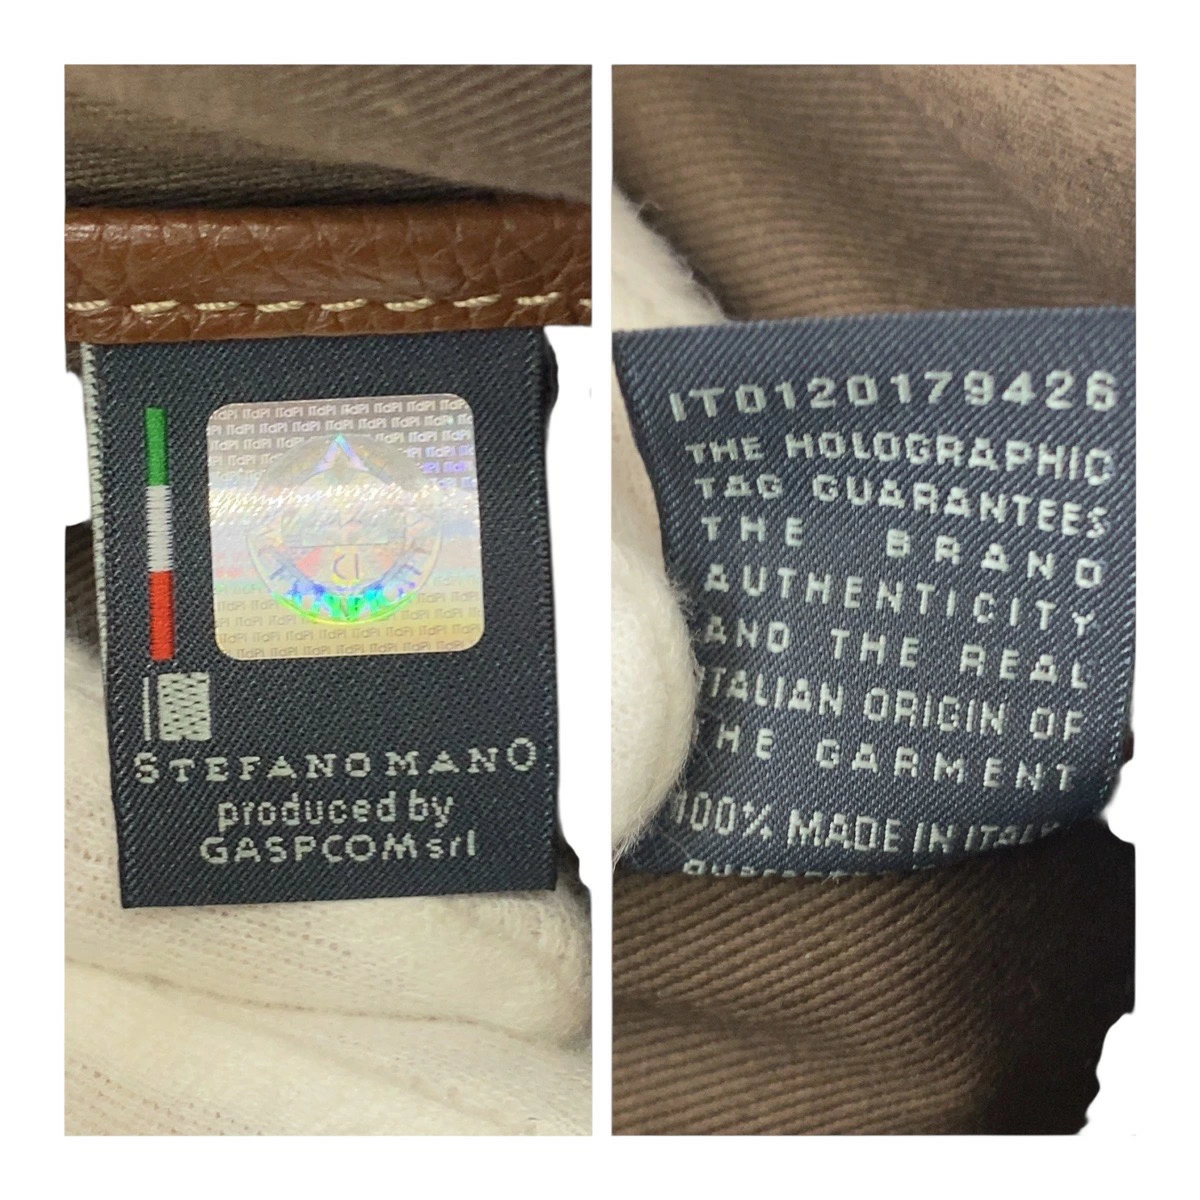 STEFANOMANO
produced by
GASPCOM srl
IT0120179426
THE HOLOGRAPHIC
TAG GUARANTEES
THE BRAND
AUTHENTICITY
AND THE REAL
ITALIAN ORIGIN OF
THE GARMENT
100% MADE IN ITALY